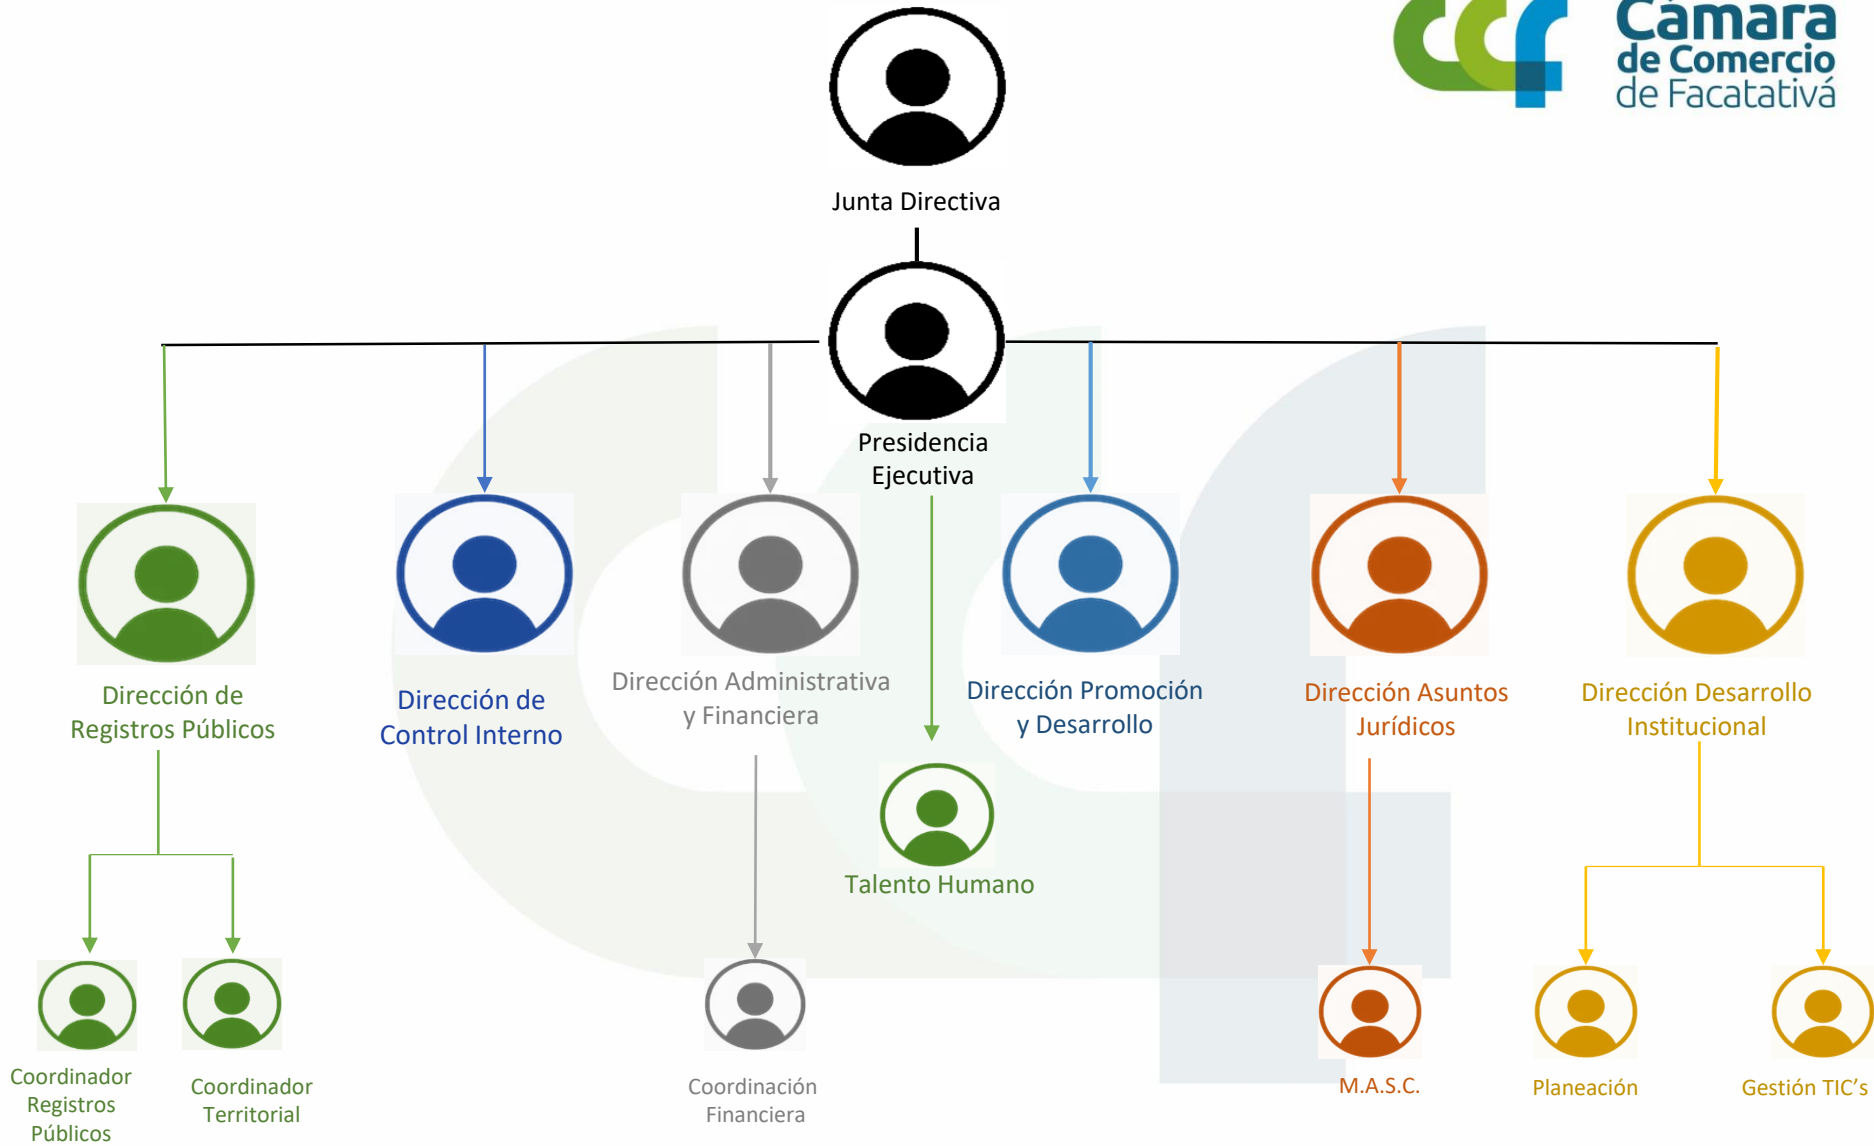 Cámara
de Comercio
de Facatativá
Junta Directiva
Presidencia
Ejecutiva
Dirección de
Registros Públicos
Dirección de
Control Interno
Dirección Administrativa
y Financiera
Dirección Promoción
y Desarrollo
Dirección Asuntos
Jurídicos
Dirección Desarrollo
Institucional
Talento Humano
Coordinador
Registros
Públicos
Coordinador
Territorial
Coordinación
Financiera
M.A.S.C.
Planeación
Gestión TIC’s